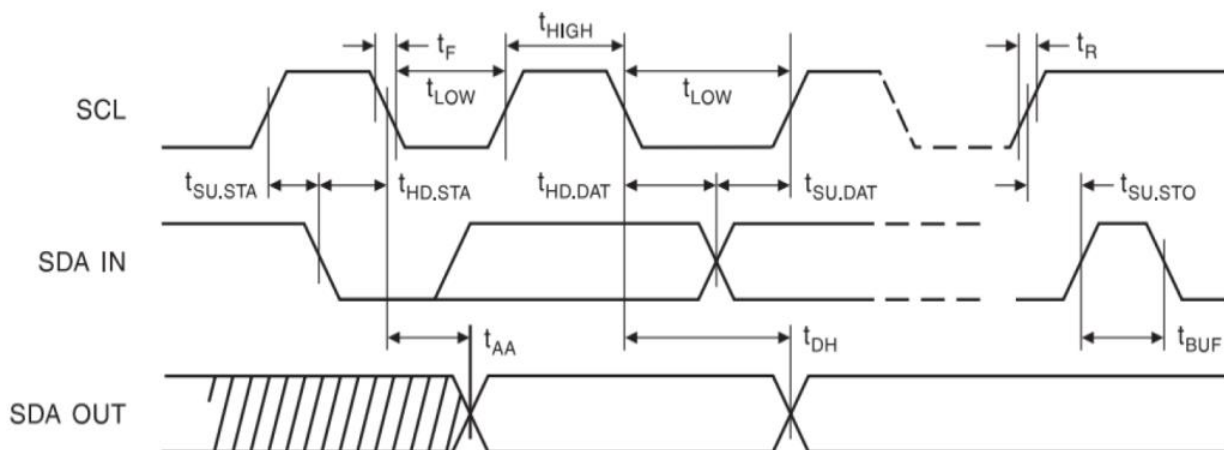 tHIGH
tF
tR
tLOW
tLOW
SCL
tSU.STA
tHD.STA
tHD.DAT
tSU.DAT
tSU.STO
SDA IN
tAA
tDH
tBUF
SDA OUT